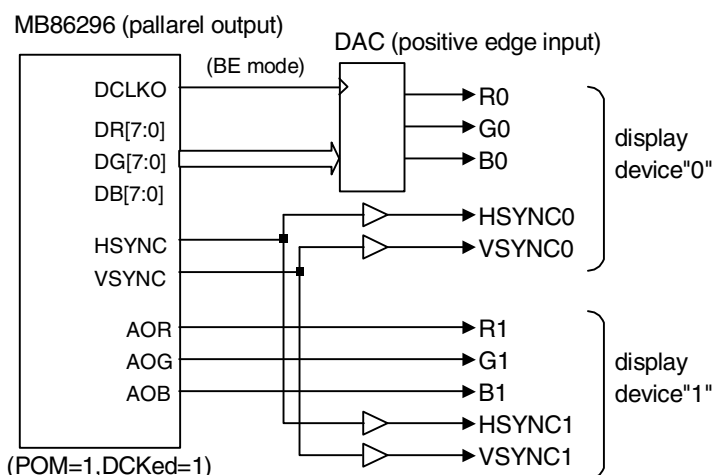 MB86296 (pallarel output)
DAC (positive edge input)
(BE mode)
DCLKO
DR[7:0]
DG[7:0]
DB[7:0]
HSYNC
VSYNC
AOR
AOG
AOB
(POM=1,DCKed=1)
R0
G0
B0
HSYNC0
VSYNC0
display
device"0"
R1
G1
B1
HSYNC1
VSYNC1
display
device"1"